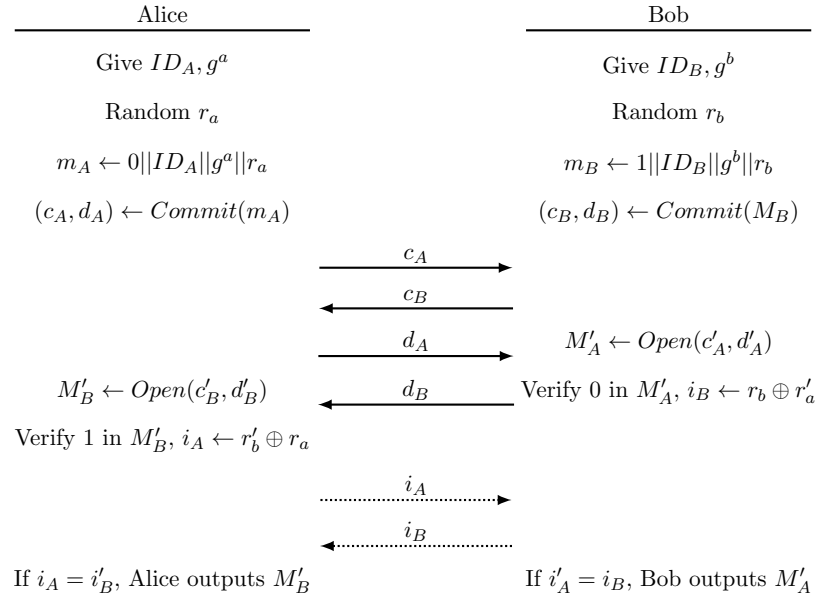 Alice Bob
Give ID_A, g^a Give ID_B, g^b
Random r_a Random r_b
m_A ← 0||ID_A||g^a||r_a m_B ← 1||ID_B||g^b||r_b
(c_A, d_A) ← Commit(m_A) (c_B, d_B) ← Commit(M_B)
c_A
c_B
d_A M'_A ← Open(c'_A, d'_A)
M'_B ← Open(c'_B, d'_B) d_B Verify 0 in M'_A, i_B ← r_b ⊕ r'_a
Verify 1 in M'_B, i_A ← r'_b ⊕ r_a
i_A
i_B
If i_A = i'_B, Alice outputs M'_B If i'_A = i_B, Bob outputs M'_A